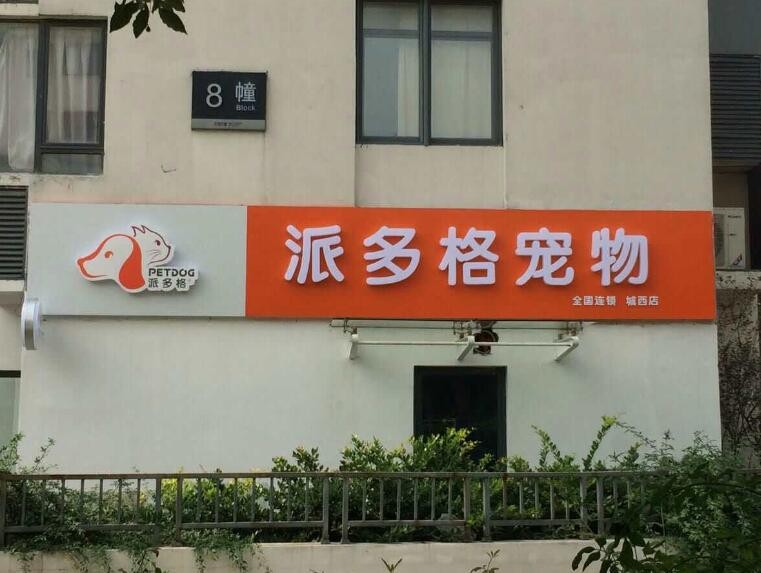 8 幢
Block
派多格宠物
PETDOG
派多格
全国连锁 城西店